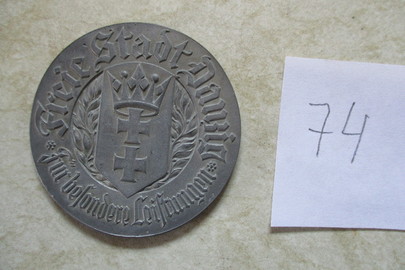 Freie Stadt Danzig
für besondere Leistungen
74